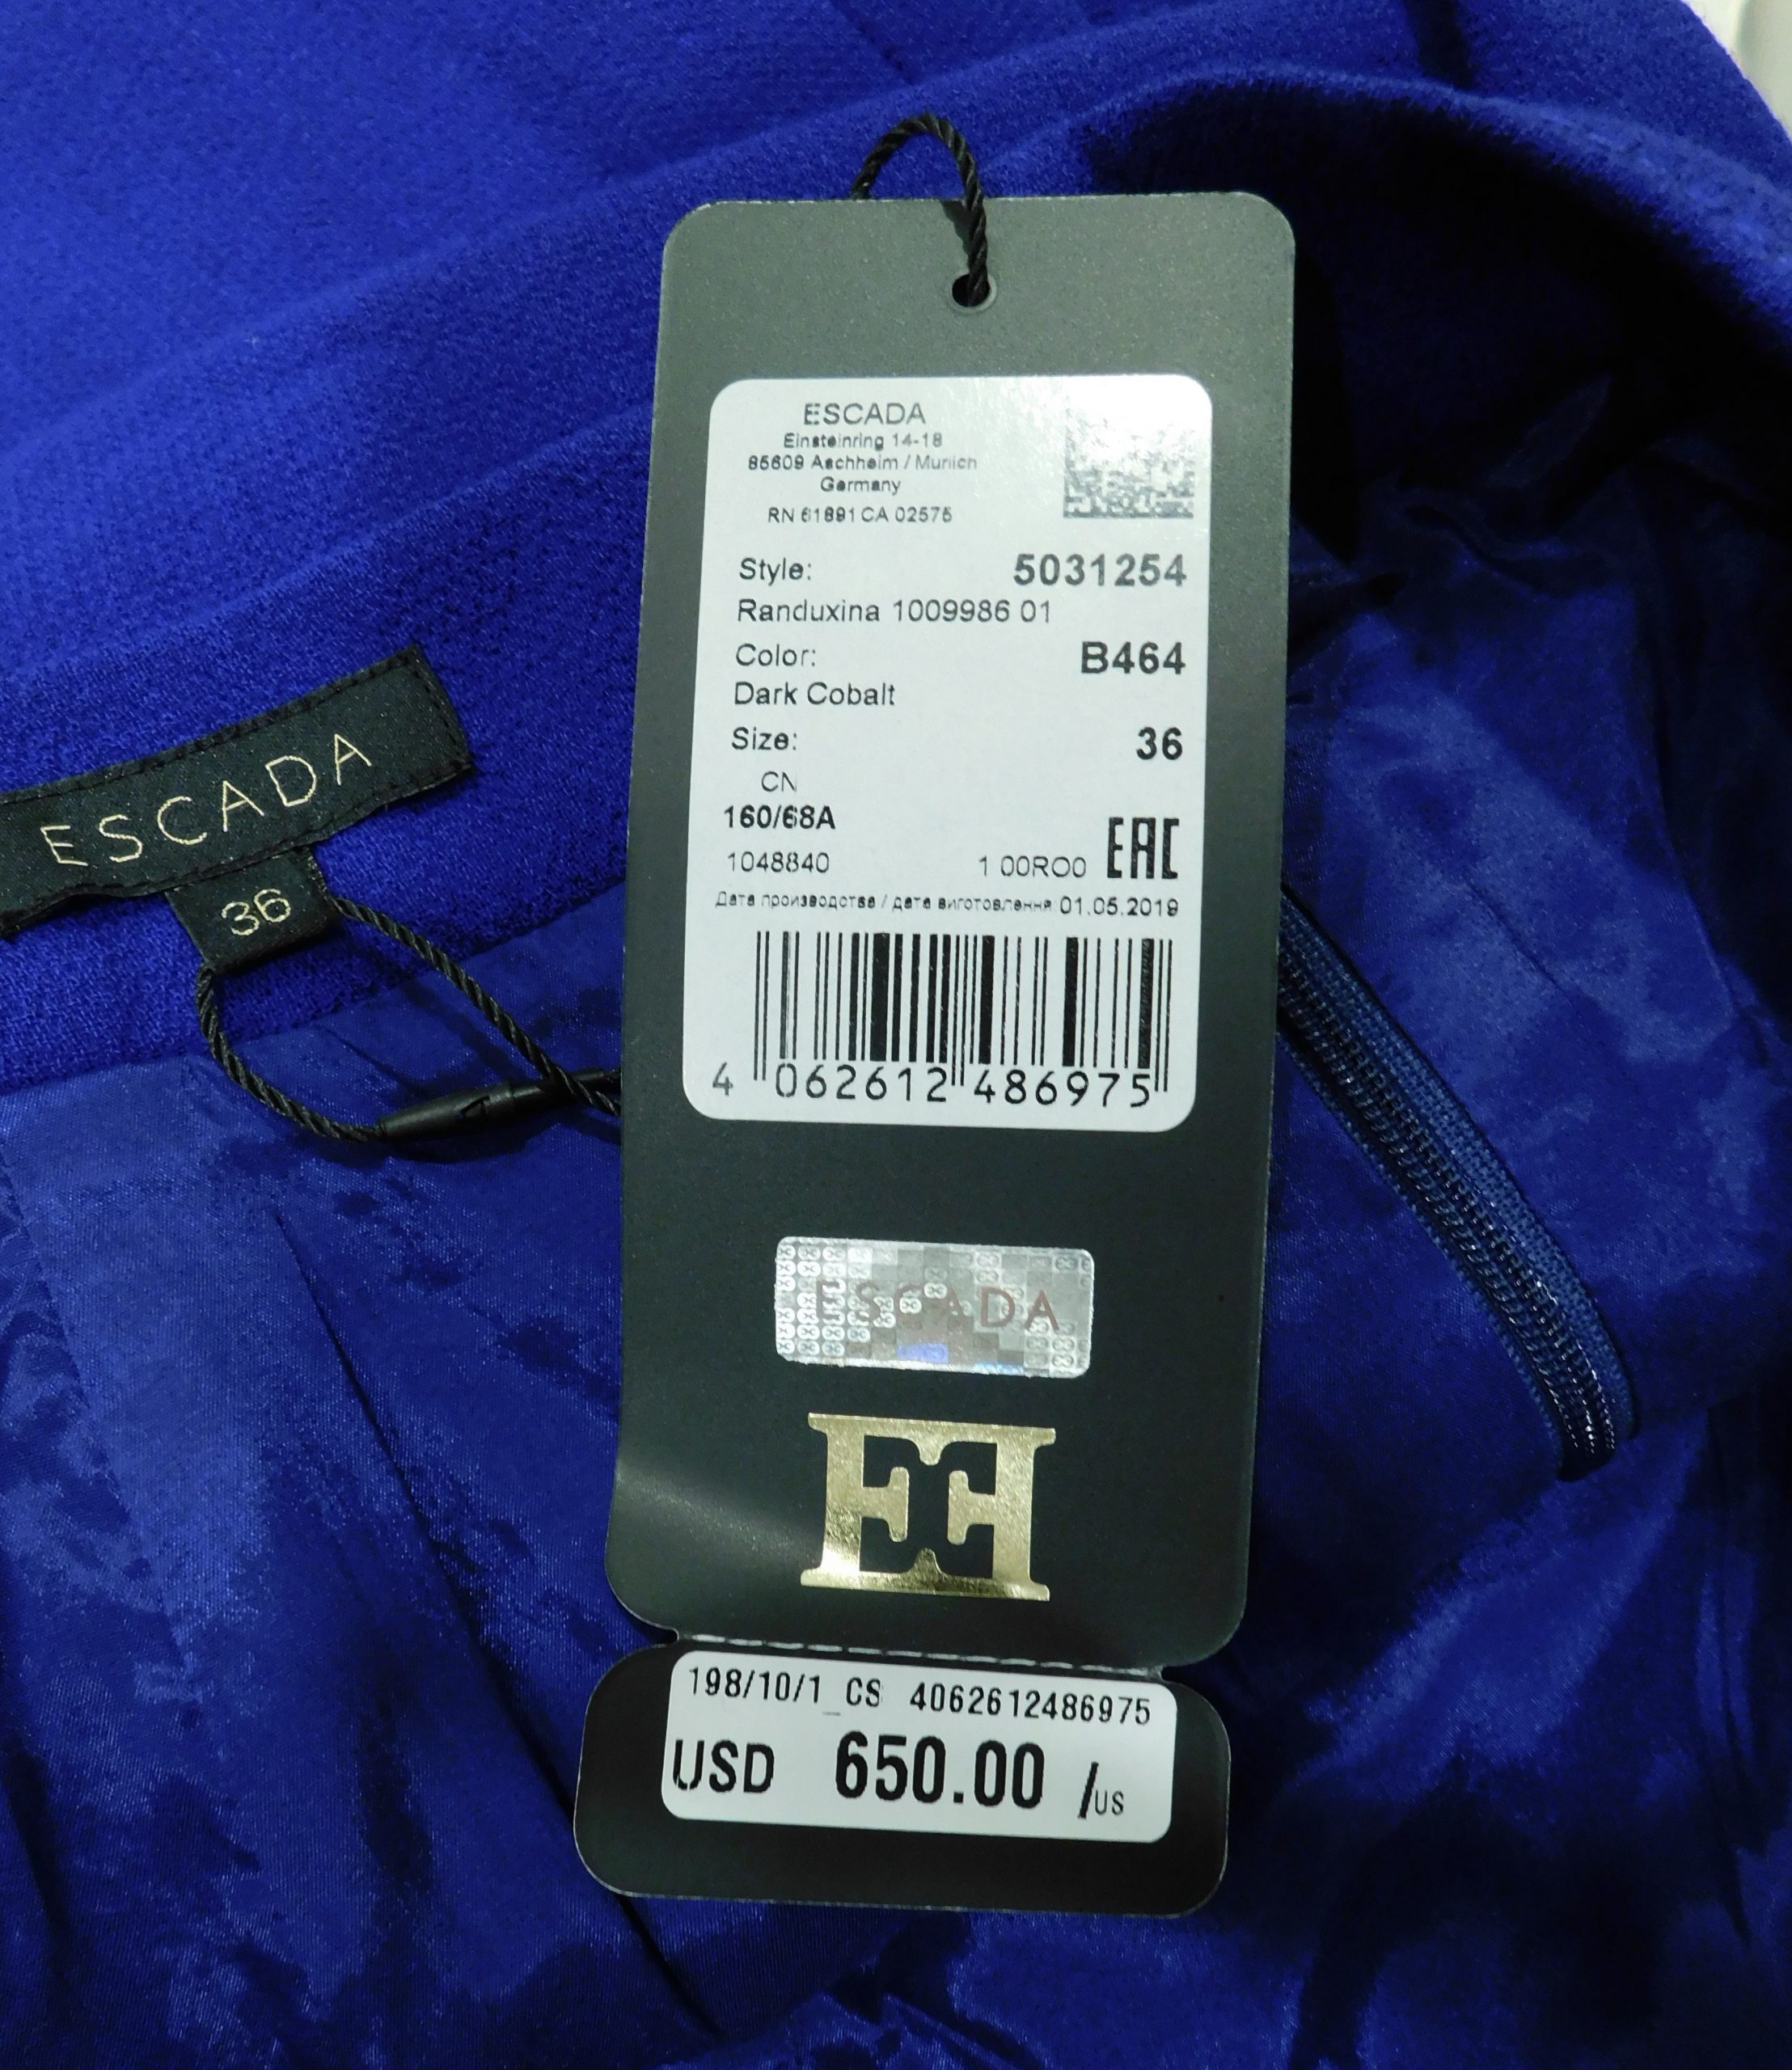 ESCADA
36
ESCADA
Einsteinring 14-18
85609 Aschheim / Munich
Germany
RN 61891 CA 02575
Style: 5031254
Randuxina 1009986 01
Color: B464
Dark Cobalt
Size: 36
CN
160/68A
1048840 1 00RO0 EAC
Дата производства / дата виготовлення 01.05.2019
4 062612 486975
ESCADA
198/10/1 CS 4062612486975
USD 650.00 /US